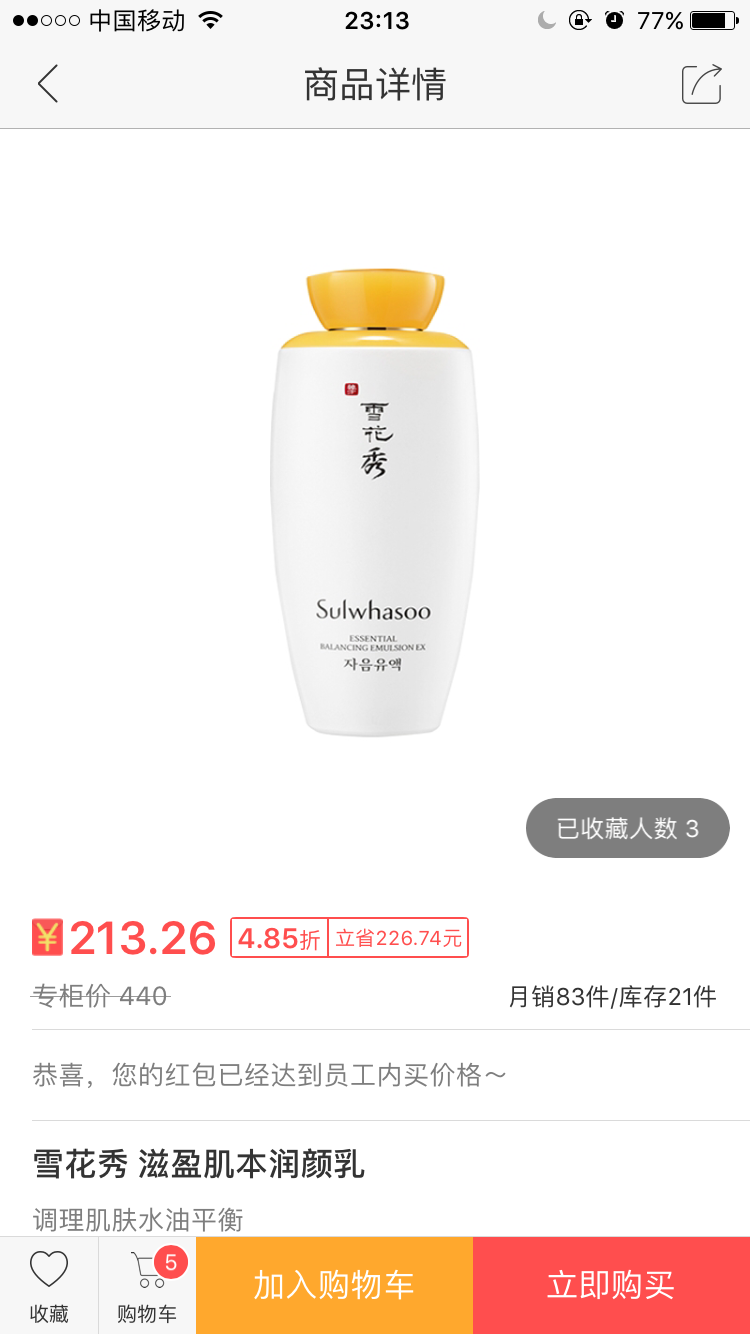 中国移动
23:13
77%
商品详情
雪花秀
Sulwhasoo
ESSENTIAL
BALANCING EMULSION EX
자음유액
已收藏人数 3
¥213.26 4.85折 立省226.74元
专柜价 440
月销83件/库存21件
恭喜，您的红包已经达到员工内买价格～
雪花秀 滋盈肌本润颜乳
调理肌肤水油平衡
收藏
5
购物车
加入购物车
立即购买